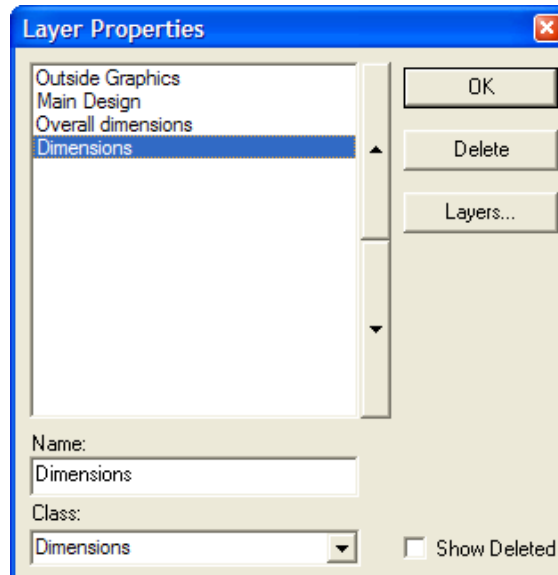 Layer Properties
Outside Graphics
Main Design
Overall dimensions
Dimensions
OK
Delete
Layers...
Name:
Dimensions
Class:
Dimensions
Show Deleted